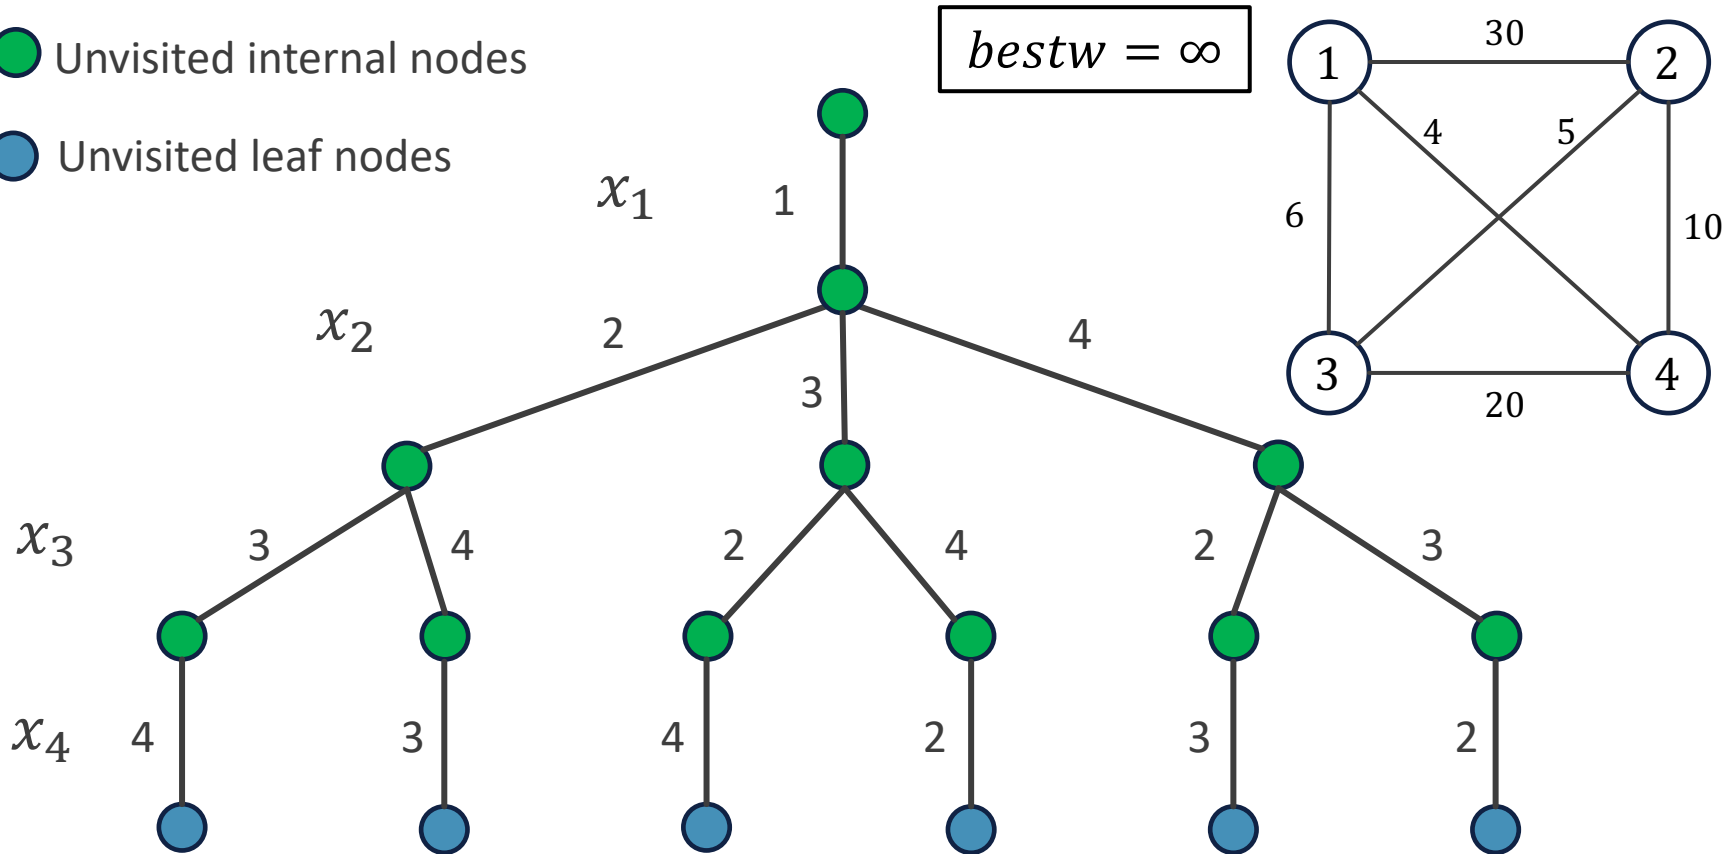 Unvisited internal nodes
Unvisited leaf nodes
bestw = ∞
1 30 2
4 5
6 10
3 20 4
x₁ 1
x₂ 2 3 4
x₃ 3 4 2 4 2 3
x₄ 4 3 4 2 3 2